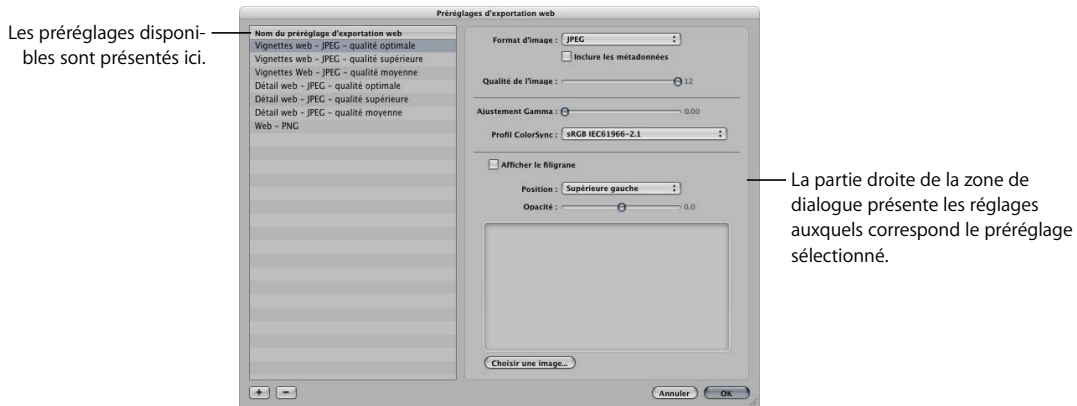 Les préréglages disponi-
bles sont présentés ici.
Préréglages d'exportation web
Nom du préréglage d'exportation web
Vignettes web – JPEG – qualité optimale
Vignettes web – JPEG – qualité supérieure
Vignettes Web – JPEG – qualité moyenne
Détail web – JPEG – qualité optimale
Détail web – JPEG – qualité supérieure
Détail web – JPEG – qualité moyenne
Web – PNG
+ −
Format d'image : JPEG
Inclure les métadonnées
Qualité de l'image : 12
Ajustement Gamma : 0.00
Profil ColorSync : sRGB IEC61966-2.1
Afficher le filigrane
Position : Supérieure gauche
Opacité : 0.0
Choisir une image...
Annuler OK
La partie droite de la zone de
dialogue présente les réglages
auxquels correspond le préréglage
sélectionné.